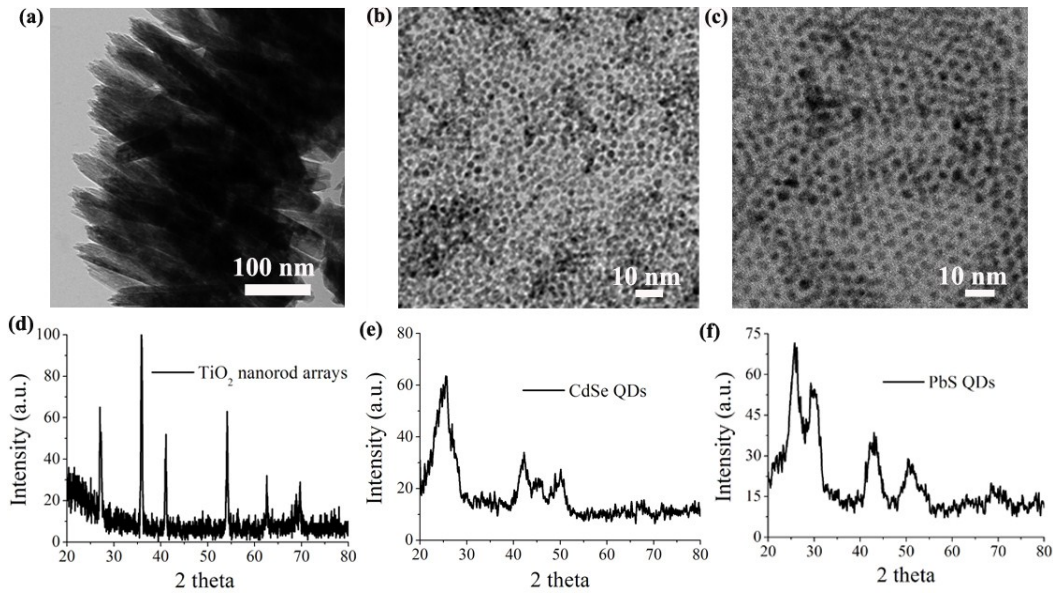 (a)
100 nm
(b)
10 nm
(c)
10 nm
(d)
100
80
60
40
20
0
Intensity (a.u.)
TiO2 nanorod arrays
20 30 40 50 60 70 80
2 theta
(e)
80
60
40
20
0
Intensity (a.u.)
CdSe QDs
20 30 40 50 60 70 80
2 theta
(f)
75
60
45
30
15
0
Intensity (a.u.)
PbS QDs
20 30 40 50 60 70 80
2 theta